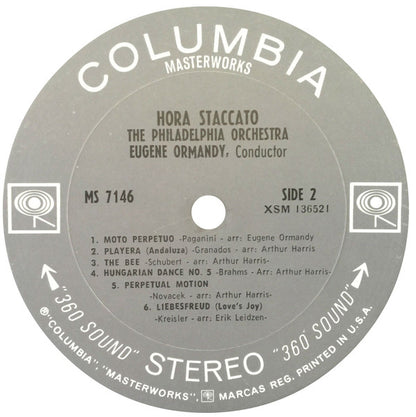 COLUMBIA
MASTERWORKS
HORA STACCATO
THE PHILADELPHIA ORCHESTRA
EUGENE ORMANDY, Conductor
MS 7146
SIDE 2
XSM 136521
1. MOTO PERPETUO -Paganini - arr: Eugene Ormandy
2. PLAYERA (Andaluza) -Granados - arr: Arthur Harris
3. THE BEE -Schubert - arr: Arthur Harris-
4. HUNGARIAN DANCE NO. 5 -Brahms - arr: Arthur Harris-
5. PERPETUAL MOTION
-Novacek - arr: Arthur Harris-
6. LIEBESFREUD (Love's Joy)
-Kreisler - arr: Erik Leidzen-
"360 SOUND" STEREO "360 SOUND"
℗"COLUMBIA", "MASTERWORKS", MARCAS REG. PRINTED IN U.S.A.